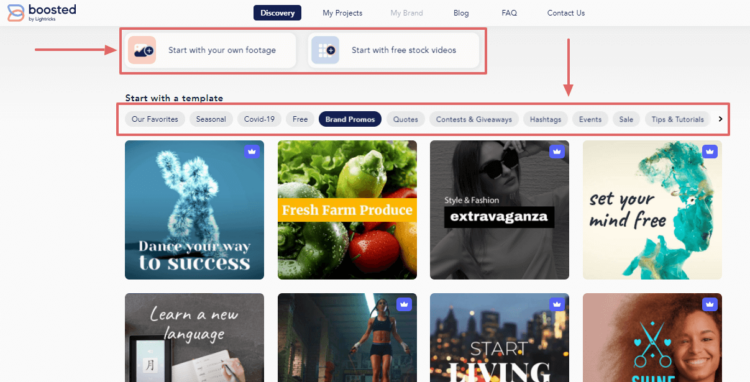 boosted
by Lightricks
Discovery My Projects My Brand Blog FAQ Contact Us
Start with your own footage Start with free stock videos
Start with a template
Our Favorites Seasonal Covid-19 Free Brand Promos Quotes Contests & Giveaways Hashtags Events Sale Tips & Tutorials
Dance your way
to success
Fresh Farm Produce
Style & Fashion
extravaganza
set your
mind free
Learn a new
language
月
START
LIVING
SHINE